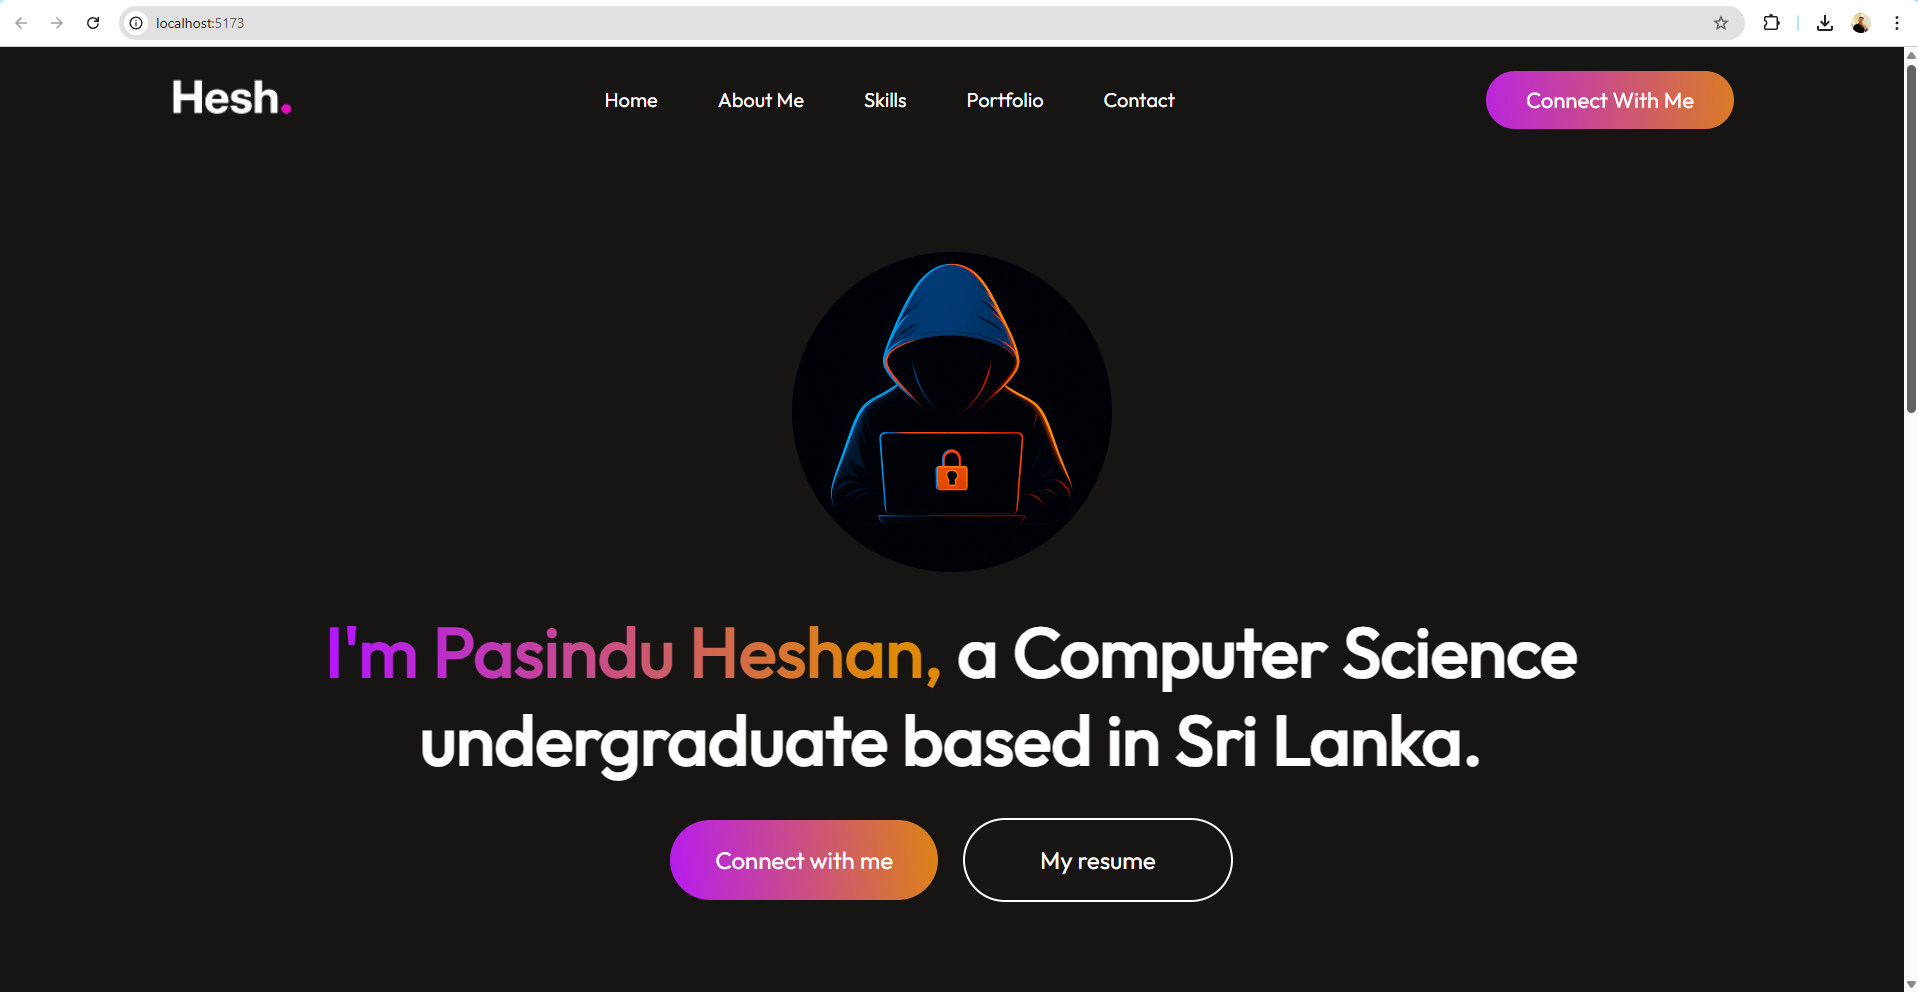 localhost:5173
Hesh.
Home About Me Skills Portfolio Contact
Connect With Me
I'm Pasindu Heshan, a Computer Science
undergraduate based in Sri Lanka.
Connect with me
My resume